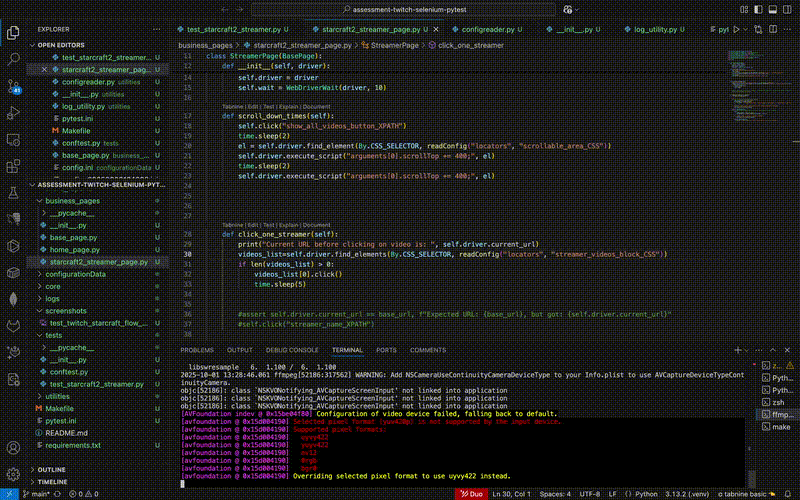 assessment-twitch-selenium-pytest
EXPLORER
test_starcraft2_streamer.py U
starcraft2_streamer_page.py U
configreader.py U
__init__.py U
log_utility.py U
business_pages > starcraft2_streamer_page.py > StreamerPage > click_one_streamer
OPEN EDITORS
test_starcraft2_streamer...
starcraft2_streamer_pag...
configreader.py utilities
__init__.py utilities
log_utility.py utilities
pytest.ini U
Makefile U
conftest.py tests U
base_page.py business_... U
config.ini configurationData
ASSESSMENT-TWITCH-SELENIUM-PYT...
business_pages
__pycache__
__init__.py U
base_page.py U
home_page.py U
starcraft2_streamer_page.py U
configurationData
core
logs
screenshots
test_twitch_starcraft_flow_... U
tests
__pycache__
__init__.py U
conftest.py U
test_starcraft2_streamer.py U
utilities
Makefile U
pytest.ini U
README.md U
requirements.txt U
OUTLINE
TIMELINE
11 class StreamerPage(BasePage):
12 def __init__(self, driver):
14 self.driver = driver
15 self.wait = WebDriverWait(driver, 10)
16
Tabnine | Edit | Test | Explain | Document
17 def scroll_down_times(self):
18 self.click("show_all_videos_button_XPATH")
19 time.sleep(2)
20 el = self.driver.find_element(By.CSS_SELECTOR, readConfig("locators", "scrollable_area_CSS"))
21 self.driver.execute_script("arguments[0].scrollTop += 400;", el)
22 time.sleep(2)
23 self.driver.execute_script("arguments[0].scrollTop += 400;", el)
24
25
26
27
Tabnine | Edit | Test | Explain | Document
28 def click_one_streamer(self):
29 print("Current URL before clicking on video is: ", self.driver.current_url)
30 videos_list=self.driver.find_elements(By.CSS_SELECTOR, readConfig("locators", "streamer_videos_block_CSS"))
31 if len(videos_list) > 0:
32 videos_list[0].click()
33 time.sleep(5)
34
35
36 #assert self.driver.current_url == base_url, f"Expected URL: {base_url}, but got: {self.driver.current_url}"
37 #self.click("streamer_name_XPATH")
38
PROBLEMS OUTPUT DEBUG CONSOLE TERMINAL PORTS COMMENTS
libswresample 6. 1.100 / 6. 1.100
2025-10-01 13:28:46.061 ffmpeg[52186:317562] WARNING: Add NSCameraUseContinuityCameraDeviceType to your Info.plist to use AVCaptureDeviceTypeCont
inuityCamera.
objc[52186]: class `NSKVONotifying_AVCaptureScreenInput' not linked into application
objc[52186]: class `NSKVONotifying_AVCaptureScreenInput' not linked into application
objc[52186]: class `NSKVONotifying_AVCaptureScreenInput' not linked into application
[AVFoundation indev @ 0x15be04f80] Configuration of video device failed, falling back to default.
[avfoundation @ 0x15d004190] Selected pixel format (yuv420p) is not supported by the input device.
[avfoundation @ 0x15d004190] Supported pixel formats:
[avfoundation @ 0x15d004190] uyvy422
[avfoundation @ 0x15d004190] yuyv422
[avfoundation @ 0x15d004190] nv12
[avfoundation @ 0x15d004190] 0rgb
[avfoundation @ 0x15d004190] bgr0
[avfoundation @ 0x15d004190] Overriding selected pixel format to use uyvy422 instead.
Pyth...
Pyth...
zsh
ffmp...
make
main* 0 0 Duo Ln 30, Col 1 Spaces: 4 UTF-8 LF Python 3.13.2 (.venv) tabnine basic